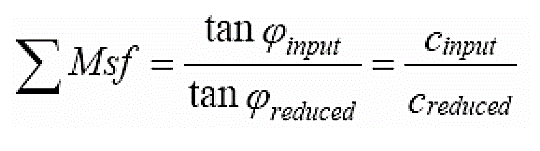 ∑ Msf = tan φ_input / tan φ_reduced = c_input / c_reduced